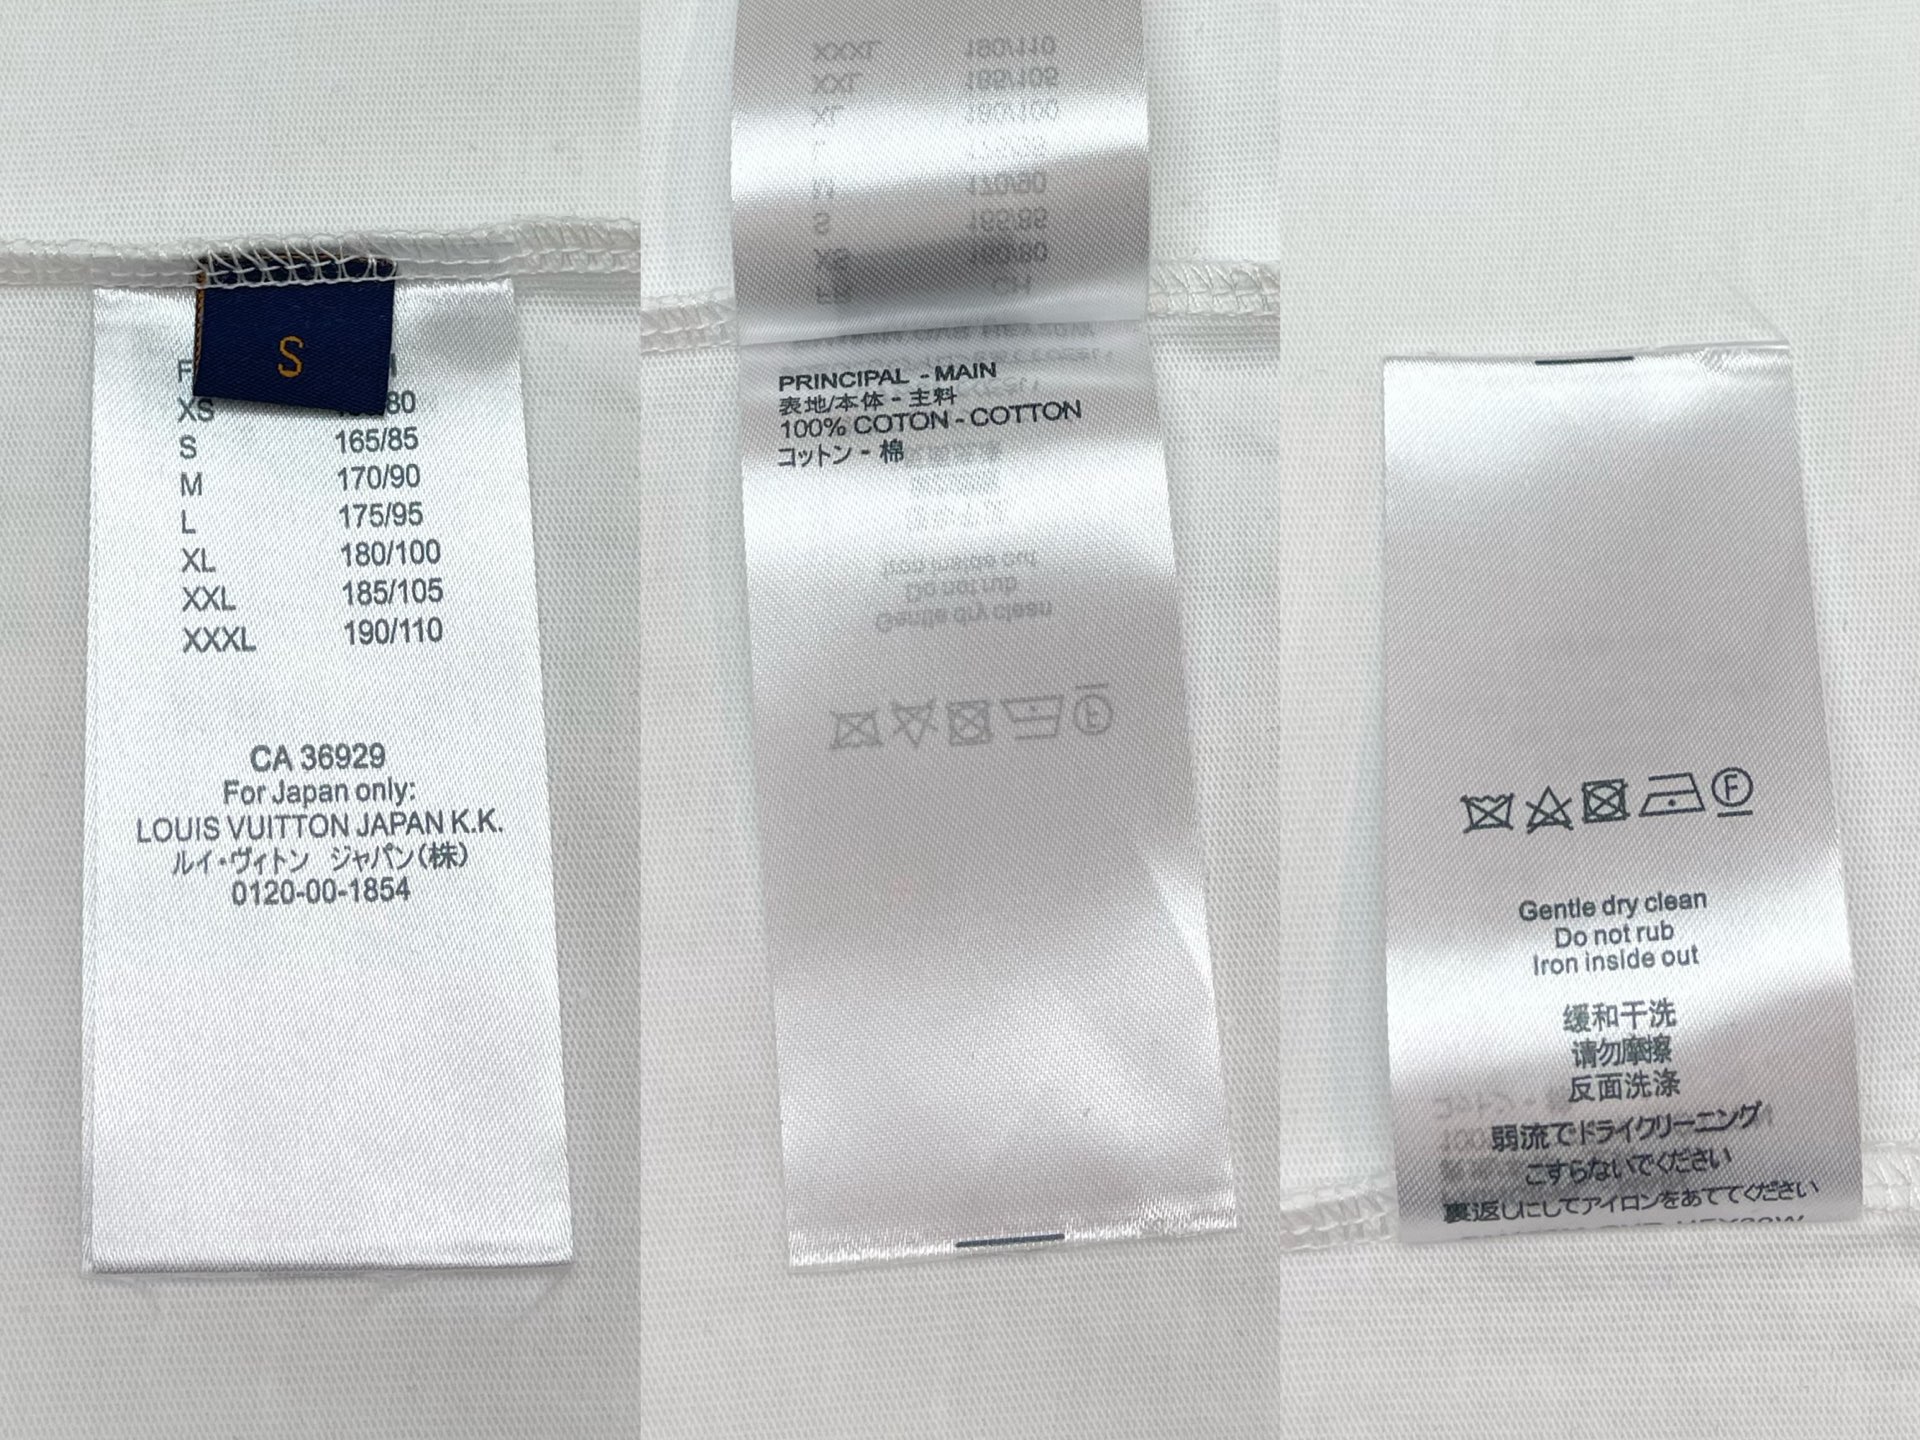 S
XS
S 165/85
M 170/90
L 175/95
XL 180/100
XXL 185/105
XXXL 190/110
CA 36929
For Japan only:
LOUIS VUITTON JAPAN K.K.
ルイ・ヴィトン ジャパン(株)
0120-00-1854
PRINCIPAL - MAIN
表地/本体 - 主料
100% COTON - COTTON
コットン - 棉
F
Gentle dry clean
Do not rub
Iron inside out
缓和干洗
请勿摩擦
反面洗涤
弱流でドライクリーニング
こすらないでください
裏返しにしてアイロンをあててください